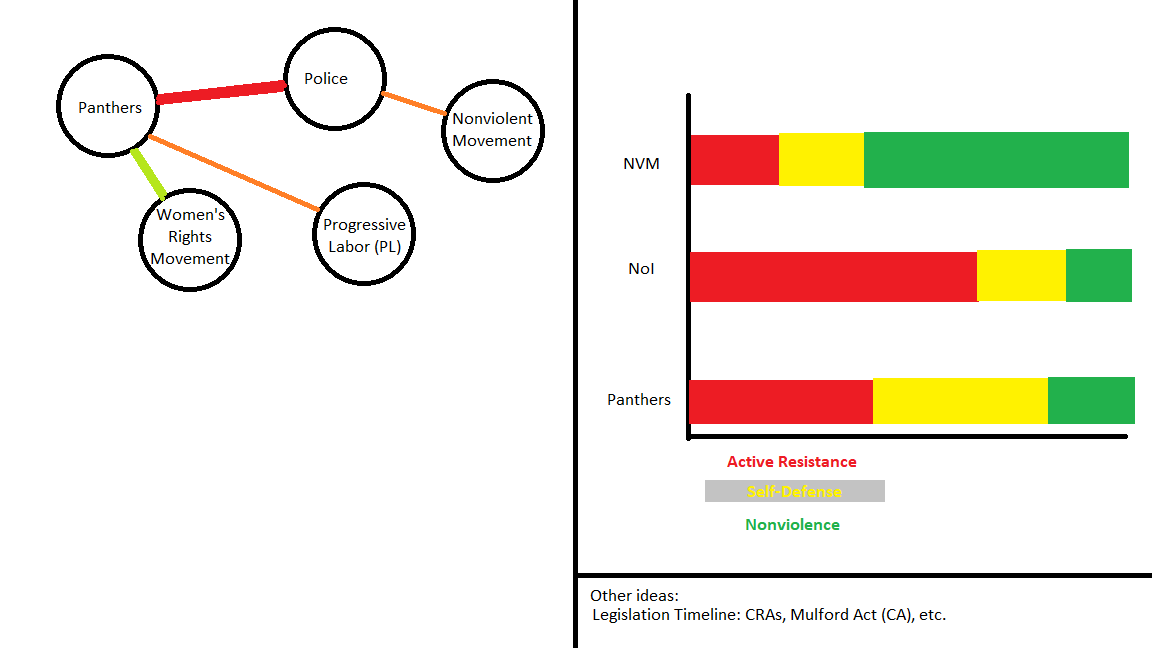 Panthers
Police
Nonviolent
Movement
Women's
Rights
Movement
Progressive
Labor (PL)
NVM
NoI
Panthers
Active Resistance
Self-Defense
Nonviolence
Other ideas:
Legislation Timeline: CRAs, Mulford Act (CA), etc.